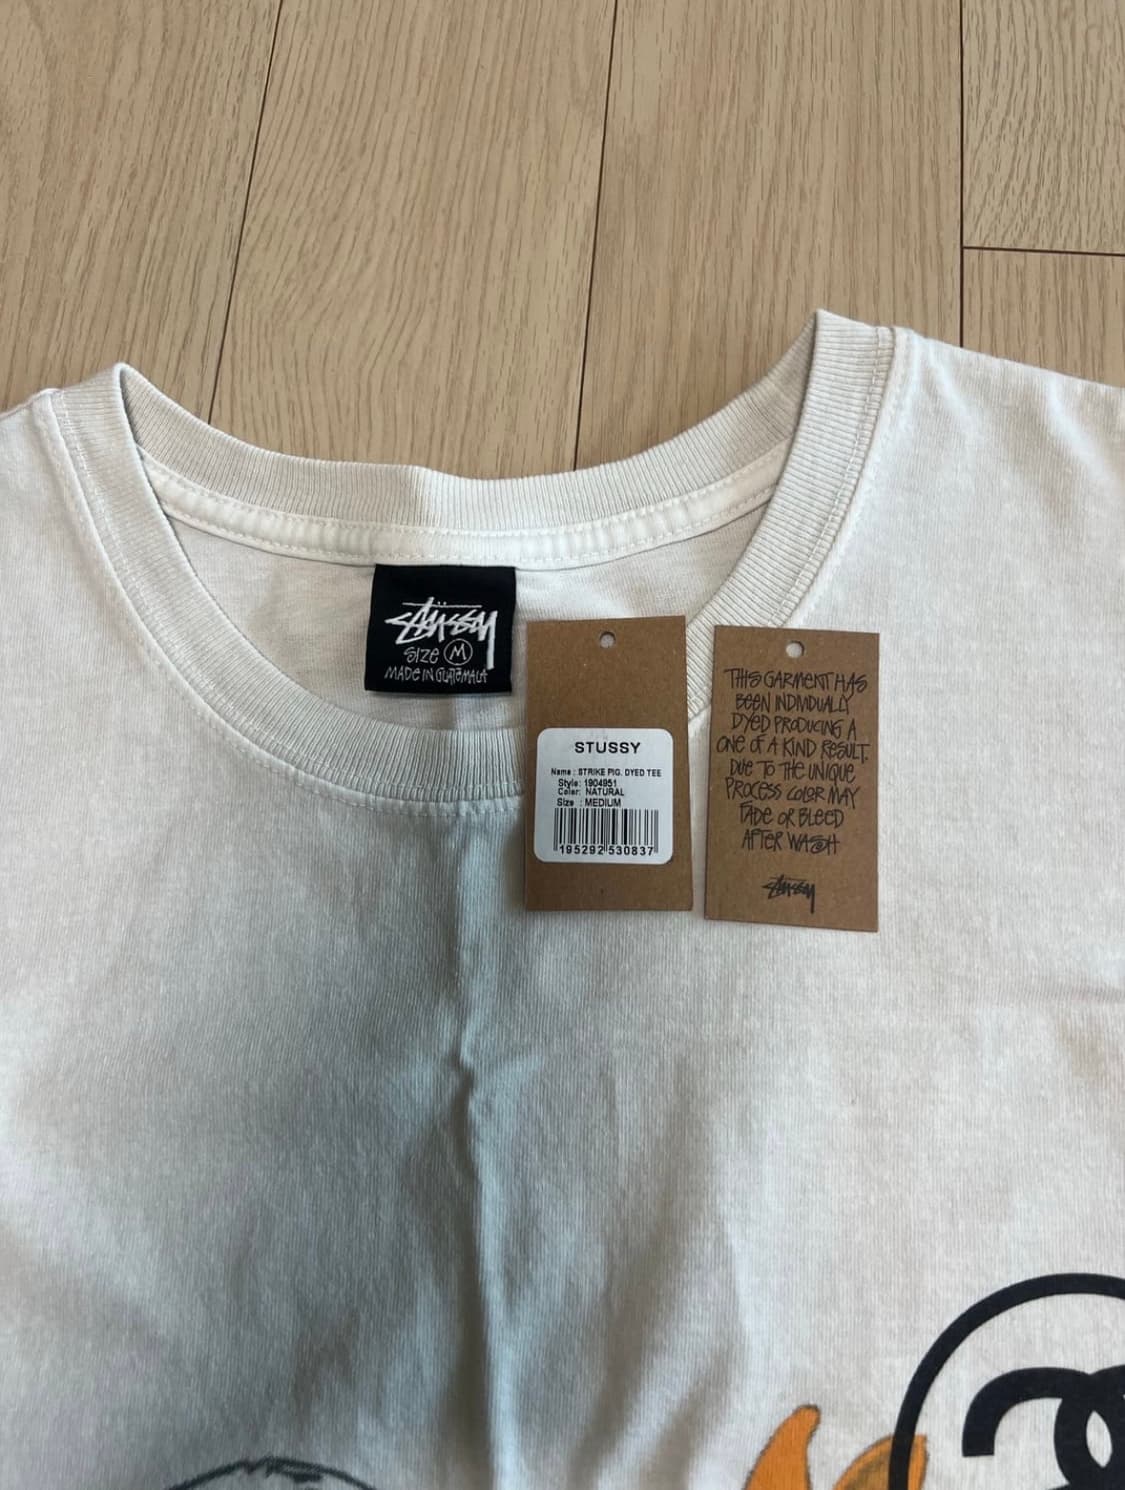 STÜSSY
SIZE M
MADE IN GUATEMALA
STUSSY
Name : STRIKE PIG. DYED TEE
Style: 1904951
Color: NATURAL
Size : MEDIUM
195292 530837
THIS GARMENT HAS
BEEN INDIVIDUALLY
DYED PRODUCING A
ONE OF A KIND RESULT.
DUE TO THE UNIQUE
PROCESS COLOR MAY
FADE OR BLEED
AFTER WASH
STÜSSY